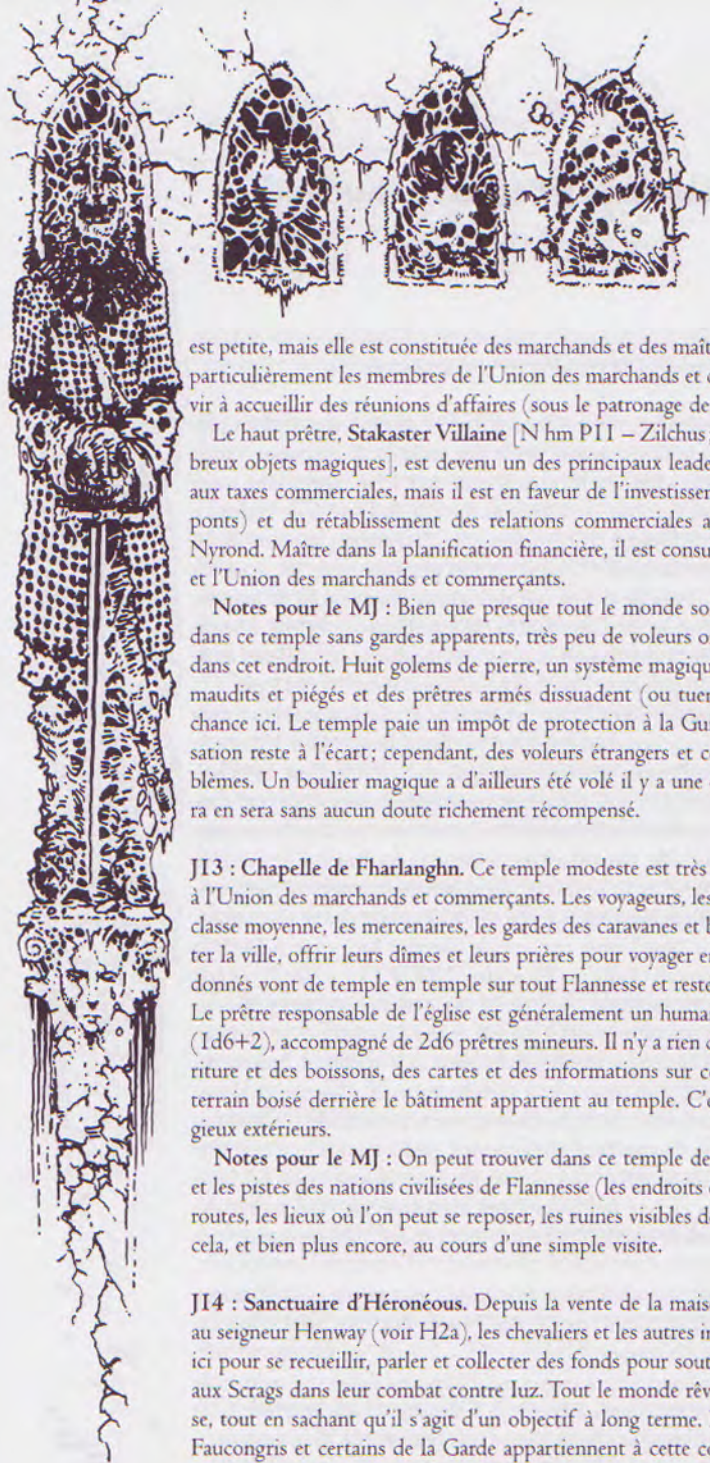 est petite, mais elle est constituée des marchands et des maît
particulièrement les membres de l'Union des marchands et
vir à accueillir des réunions d'affaires (sous le patronage de
Le haut prêtre, Stakaster Villaine [N hm P11 – Zilchus
breux objets magiques], est devenu un des principaux leade
aux taxes commerciales, mais il est en faveur de l'investisser
ponts) et du rétablissement des relations commerciales a
Nyrond. Maître dans la planification financière, il est consu
et l'Union des marchands et commerçants.
Notes pour le MJ : Bien que presque tout le monde so
dans ce temple sans gardes apparents, très peu de voleurs o
dans cet endroit. Huit golems de pierre, un système magiqu
maudits et piégés et des prêtres armés dissuadent (ou tuer
chance ici. Le temple paie un impôt de protection à la Gu
sation reste à l'écart; cependant, des voleurs étrangers et c
blèmes. Un boulier magique a d'ailleurs été volé il y a une
ra en sera sans aucun doute richement récompensé.
J13 : Chapelle de Fharlanghn. Ce temple modeste est très
à l'Union des marchands et commerçants. Les voyageurs, les
classe moyenne, les mercenaires, les gardes des caravanes et
ter la ville, offrir leurs dîmes et leurs prières pour voyager e
donnés vont de temple en temple sur tout Flannesse et reste
Le prêtre responsable de l'église est généralement un humai
(1d6+2), accompagné de 2d6 prêtres mineurs. Il n'y a rien
riture et des boissons, des cartes et des informations sur c
terrain boisé derrière le bâtiment appartient au temple. C'e
gieux extérieurs.
Notes pour le MJ : On peut trouver dans ce temple de
et les pistes des nations civilisées de Flannesse (les endroits
routes, les lieux où l'on peut se reposer, les ruines visibles de
cela, et bien plus encore, au cours d'une simple visite.
J14 : Sanctuaire d'Héronéous. Depuis la vente de la mais
au seigneur Henway (voir H2a), les chevaliers et les autres in
ici pour se recueillir, parler et collecter des fonds pour sout
aux Scrags dans leur combat contre Iuz. Tout le monde rêv
se, tout en sachant qu'il s'agit d'un objectif à long terme.
Faucongris et certains de la Garde appartiennent à cette c